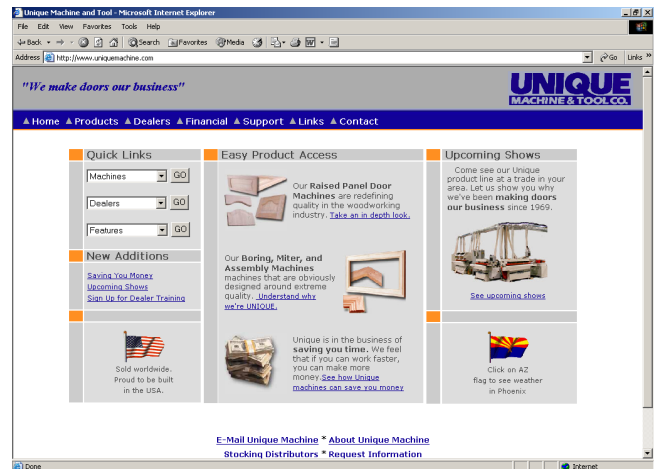 Unique Machine and Tool - Microsoft Internet Explorer
File Edit View Favorites Tools Help
Back Search Favorites Media
Address http://www.uniquemachine.com Go Links »
"We make doors our business"
UNIQUE
MACHINE & TOOL CO.
Home Products Dealers Financial Support Links Contact
Quick Links
Machines GO
Dealers GO
Features GO
New Additions
Saving You Money
Upcoming Shows
Sign Up for Dealer Training
Sold worldwide.
Proud to be built
in the USA.
Easy Product Access
Our Raised Panel Door
Machines are redefining
quality in the woodworking
industry. Take an in depth look.
Our Boring, Miter, and
Assembly Machines
machines that are obviously
designed around extreme
quality. Understand why
we're UNIQUE.
Unique is in the business of
saving you time. We feel
that if you can work faster,
you can make more
money.See how Unique
machines can save you money
Upcoming Shows
Come see our Unique
product line at a trade in your
area. Let us show you why
we've been making doors
our business since 1969.
See upcoming shows
Click on AZ
flag to see weather
in Phoenix
E-Mail Unique Machine * About Unique Machine
Stocking Distributors * Request Information
Done Internet